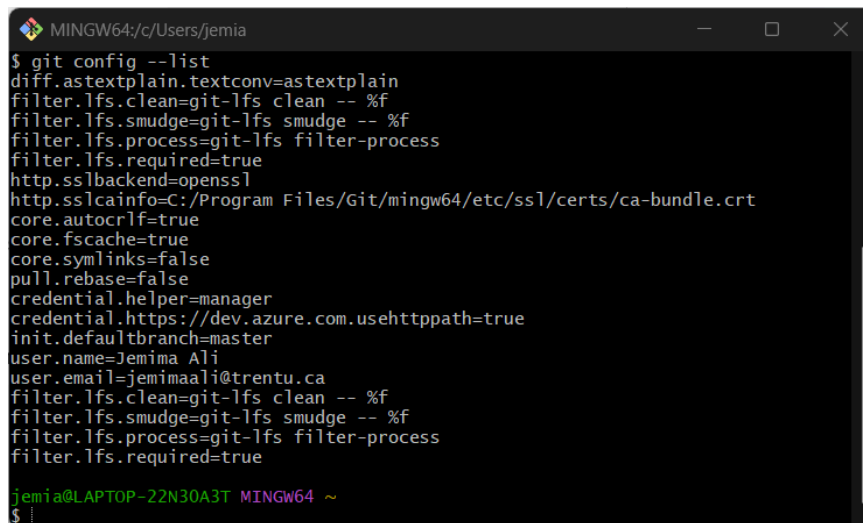 MINGW64:/c/Users/jemia
$ git config --list
diff.astextplain.textconv=astextplain
filter.lfs.clean=git-lfs clean -- %f
filter.lfs.smudge=git-lfs smudge -- %f
filter.lfs.process=git-lfs filter-process
filter.lfs.required=true
http.sslbackend=openssl
http.sslcainfo=C:/Program Files/Git/mingw64/etc/ssl/certs/ca-bundle.crt
core.autocrlf=true
core.fscache=true
core.symlinks=false
pull.rebase=false
credential.helper=manager
credential.https://dev.azure.com.usehttppath=true
init.defaultbranch=master
user.name=Jemima Ali
user.email=jemimaali@trentu.ca
filter.lfs.clean=git-lfs clean -- %f
filter.lfs.smudge=git-lfs smudge -- %f
filter.lfs.process=git-lfs filter-process
filter.lfs.required=true
jemia@LAPTOP-22N30A3T MINGW64 ~
$